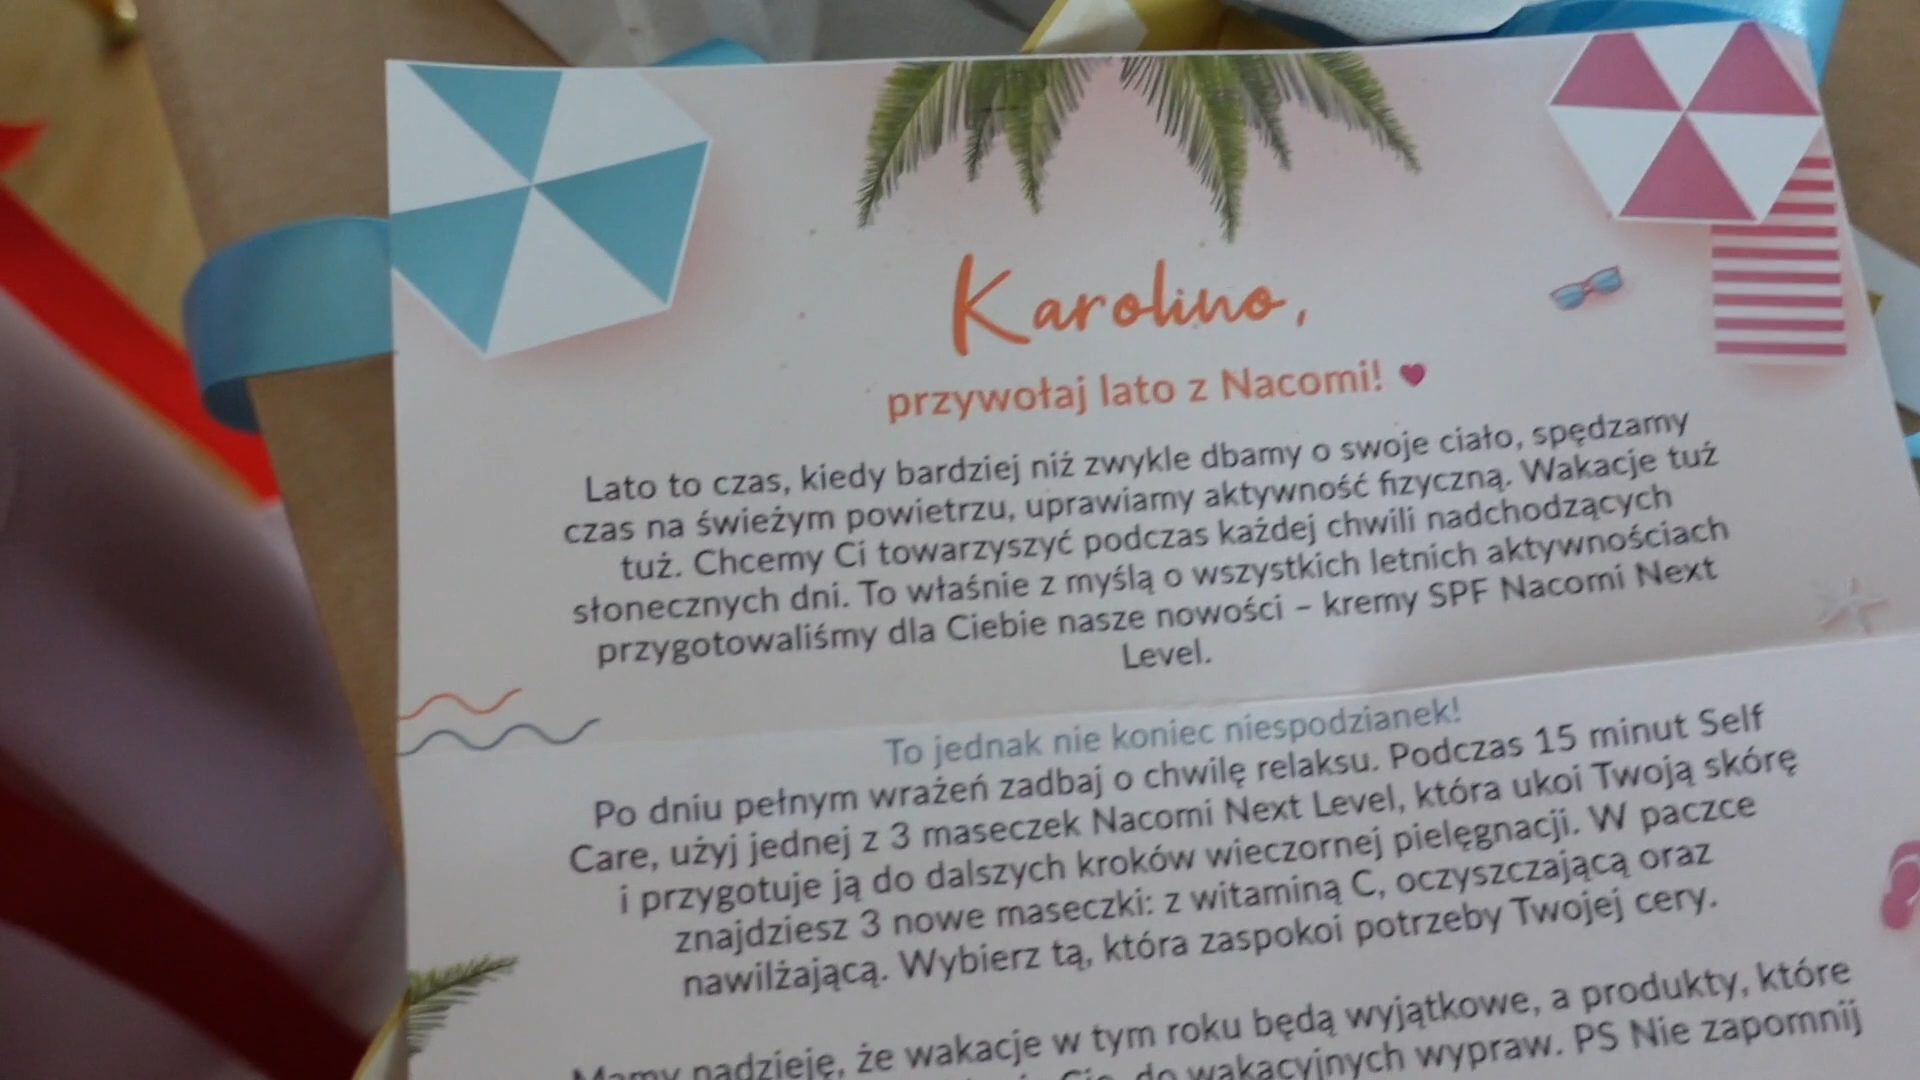 Karolino,
przywołaj lato z Nacomi!
Lato to czas, kiedy bardziej niż zwykle dbamy o swoje ciało, spędzamy
czas na świeżym powietrzu, uprawiamy aktywność fizyczną. Wakacje tuż
tuż. Chcemy Ci towarzyszyć podczas każdej chwili nadchodzących
słonecznych dni. To właśnie z myślą o wszystkich letnich aktywnościach
przygotowaliśmy dla Ciebie nasze nowości – kremy SPF Nacomi Next
Level.
To jednak nie koniec niespodzianek!
Po dniu pełnym wrażeń zadbaj o chwilę relaksu. Podczas 15 minut Self
Care, użyj jednej z 3 maseczek Nacomi Next Level, która ukoi Twoją skórę
i przygotuje ją do dalszych kroków wieczornej pielęgnacji. W paczce
znajdziesz 3 nowe maseczki: z witaminą C, oczyszczającą oraz
nawilżającą. Wybierz tą, która zaspokoi potrzeby Twojej cery.
Mamy nadzieję, że wakacje w tym roku będą wyjątkowe, a produkty, które
do wakacyjnych wypraw. PS Nie zapomnij